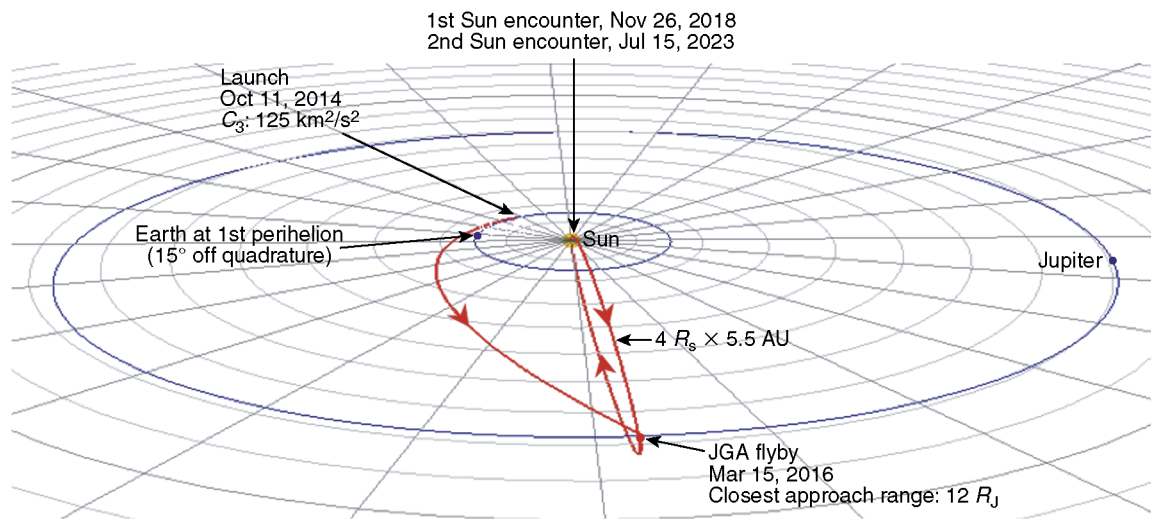 1st Sun encounter, Nov 26, 2018
2nd Sun encounter, Jul 15, 2023
Launch
Oct 11, 2014
C₃: 125 km²/s²
Earth at 1st perihelion
(15° off quadrature)
Sun
Jupiter
4 Rₛ × 5.5 AU
JGA flyby
Mar 15, 2016
Closest approach range: 12 R_J